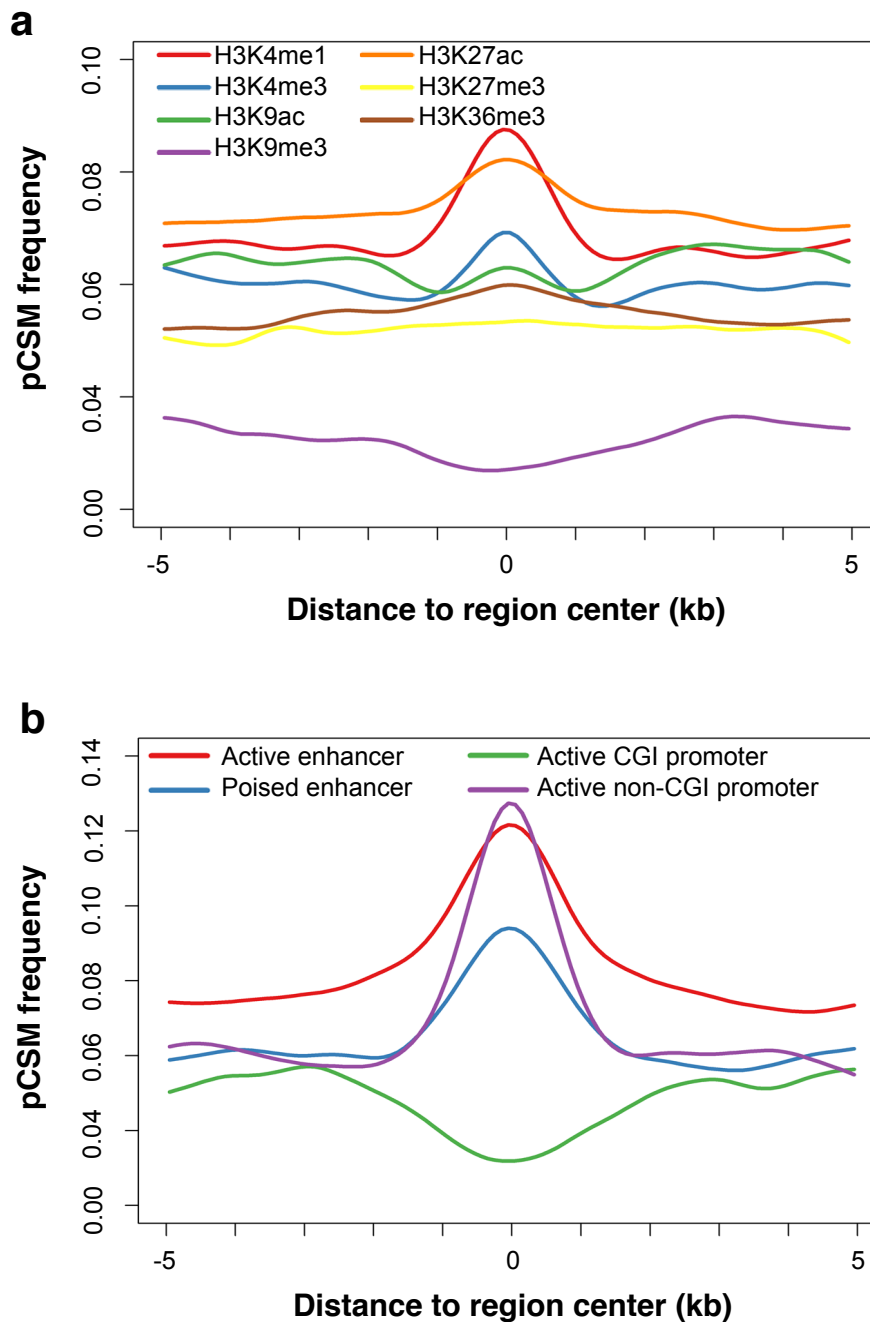 a
H3K4me1 H3K27ac
H3K4me3 H3K27me3
H3K9ac H3K36me3
H3K9me3
pCSM frequency
0.10
0.08
0.06
0.04
0.00
-5 0 5
Distance to region center (kb)
b
Active enhancer Active CGI promoter
Poised enhancer Active non-CGI promoter
pCSM frequency
0.14
0.12
0.10
0.08
0.06
0.04
0.00
-5 0 5
Distance to region center (kb)